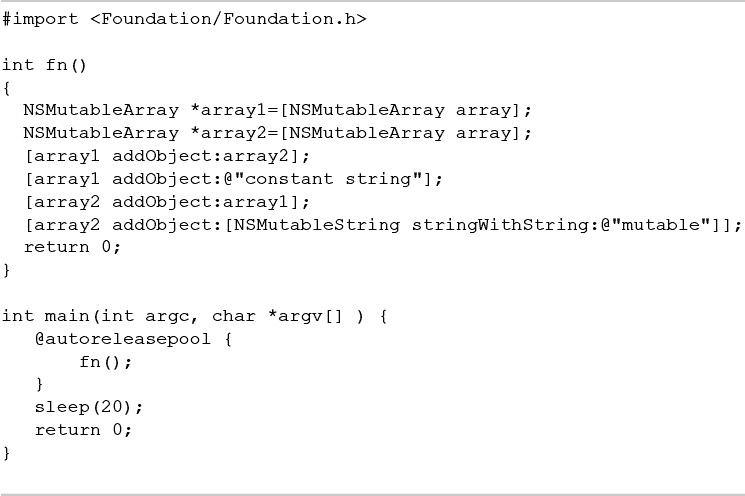 #import <Foundation/Foundation.h>

int fn()
{
  NSMutableArray *array1=[NSMutableArray array];
  NSMutableArray *array2=[NSMutableArray array];
  [array1 addObject:array2];
  [array1 addObject:@"constant string"];
  [array2 addObject:array1];
  [array2 addObject:[NSMutableString stringWithString:@"mutable"]];
  return 0;
}

int main(int argc, char *argv[] ) {
   @autoreleasepool {
       fn();
   }
   sleep(20);
   return 0;
}